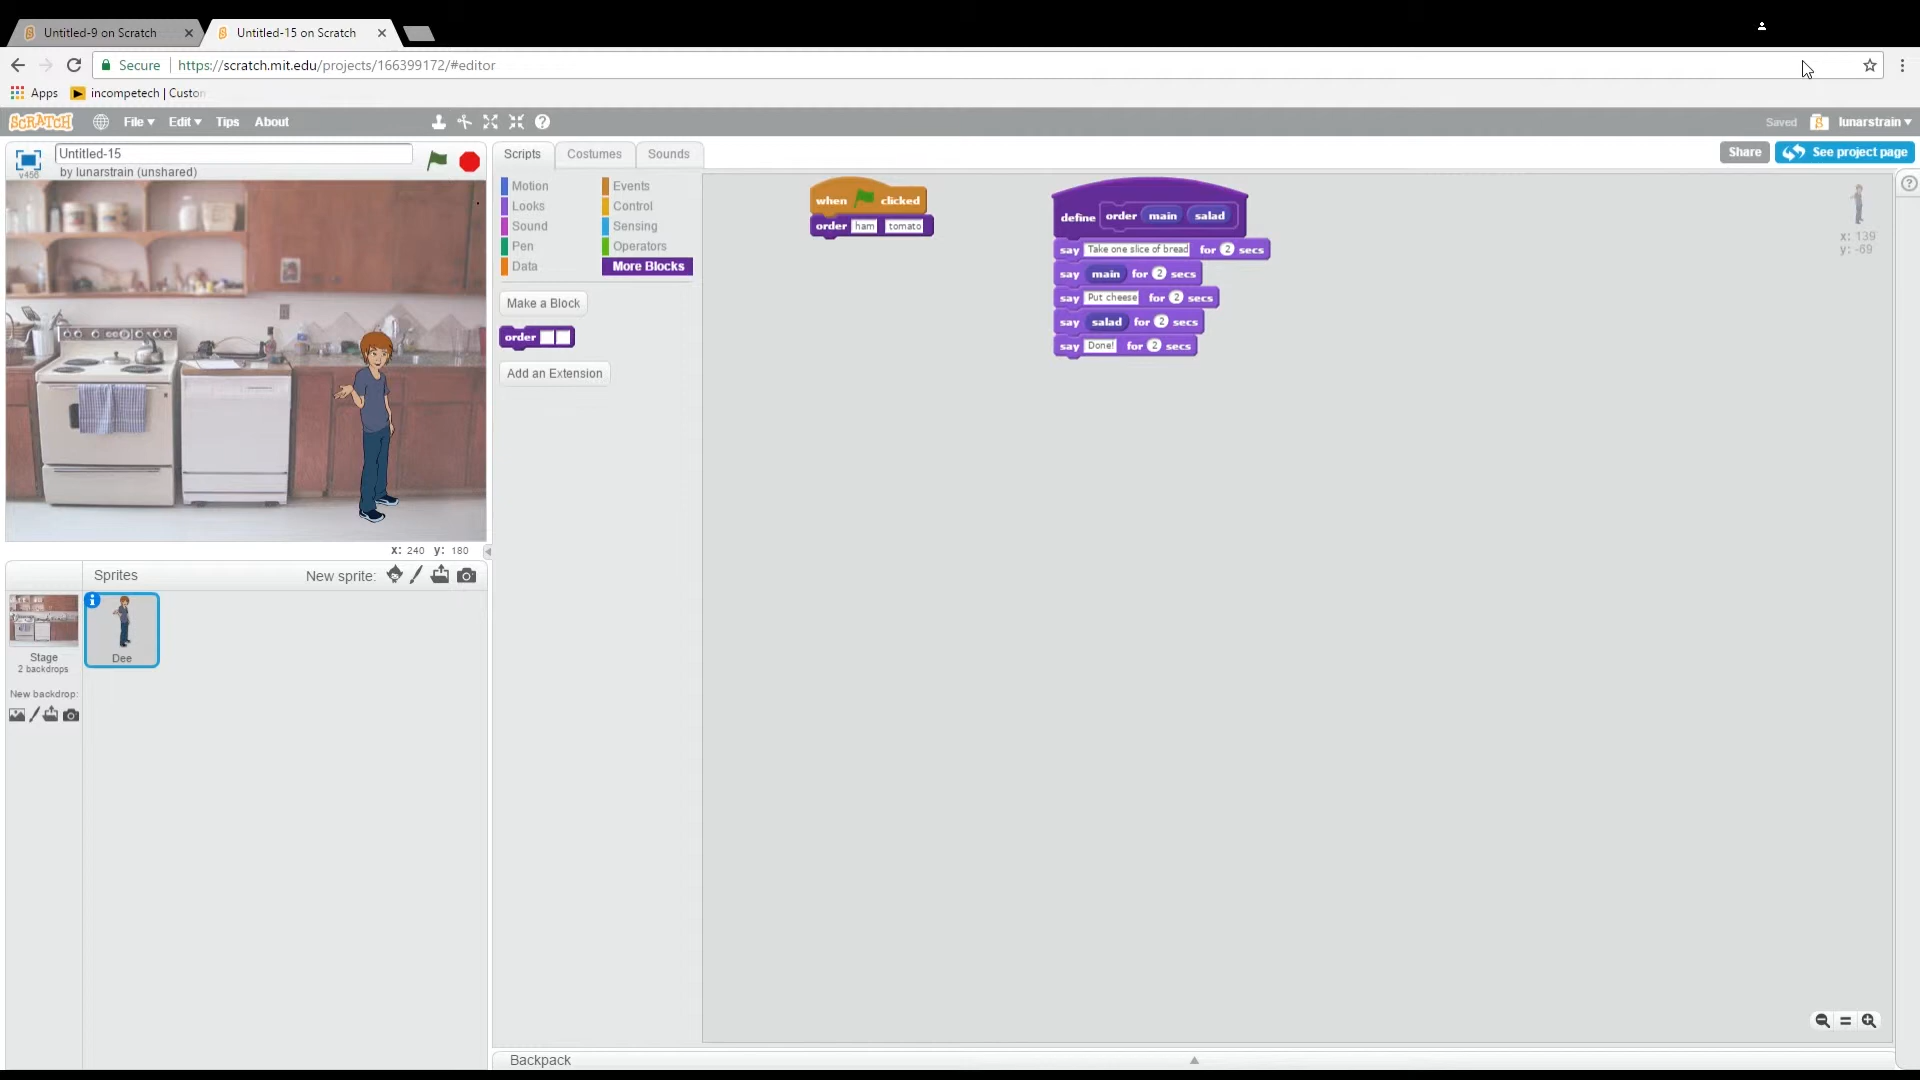 Untitled-9 on Scratch
Untitled-15 on Scratch
Secure https://scratch.mit.edu/projects/166399172/#editor
Apps incompetech | Custom
SCRATCH File Edit Tips About Saved lunarstrain
Untitled-15
by lunarstrain (unshared)
v456
Scripts Costumes Sounds
Share See project page
Motion Events
Looks Control
Sound Sensing
Pen Operators
Data More Blocks
Make a Block
order
Add an Extension
when clicked
order ham tomato
define order main salad
say Take one slice of bread for 2 secs
say main for 2 secs
say Put cheese for 2 secs
say salad for 2 secs
say Done! for 2 secs
x: 139
y: -69
x: 240 y: 180
Sprites New sprite:
Dee
Stage
2 backdrops
New backdrop:
Backpack